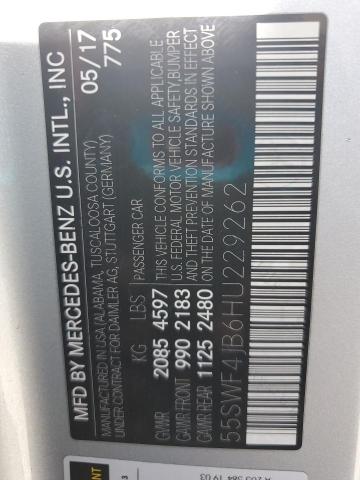 MFD BY MERCEDES-BENZ U.S. INTL., INC
MANUFACTURED IN USA (ALABAMA, TUSCALOOSA COUNTY) 05/17
UNDER CONTRACT FOR DAIMLER AG, STUTTGART (GERMANY) 775
KG LBS PASSENGER CAR
GVWR 2085 4597 THIS VEHICLE CONFORMS TO ALL APPLICABLE
GAWR FRONT 990 2183 U.S. FEDERAL MOTOR VEHICLE SAFETY, BUMPER
GAWR REAR 1125 2480 AND THEFT PREVENTION STANDARDS IN EFFECT
ON THE DATE OF MANUFACTURE SHOWN ABOVE
55SWF4JB6HU229262